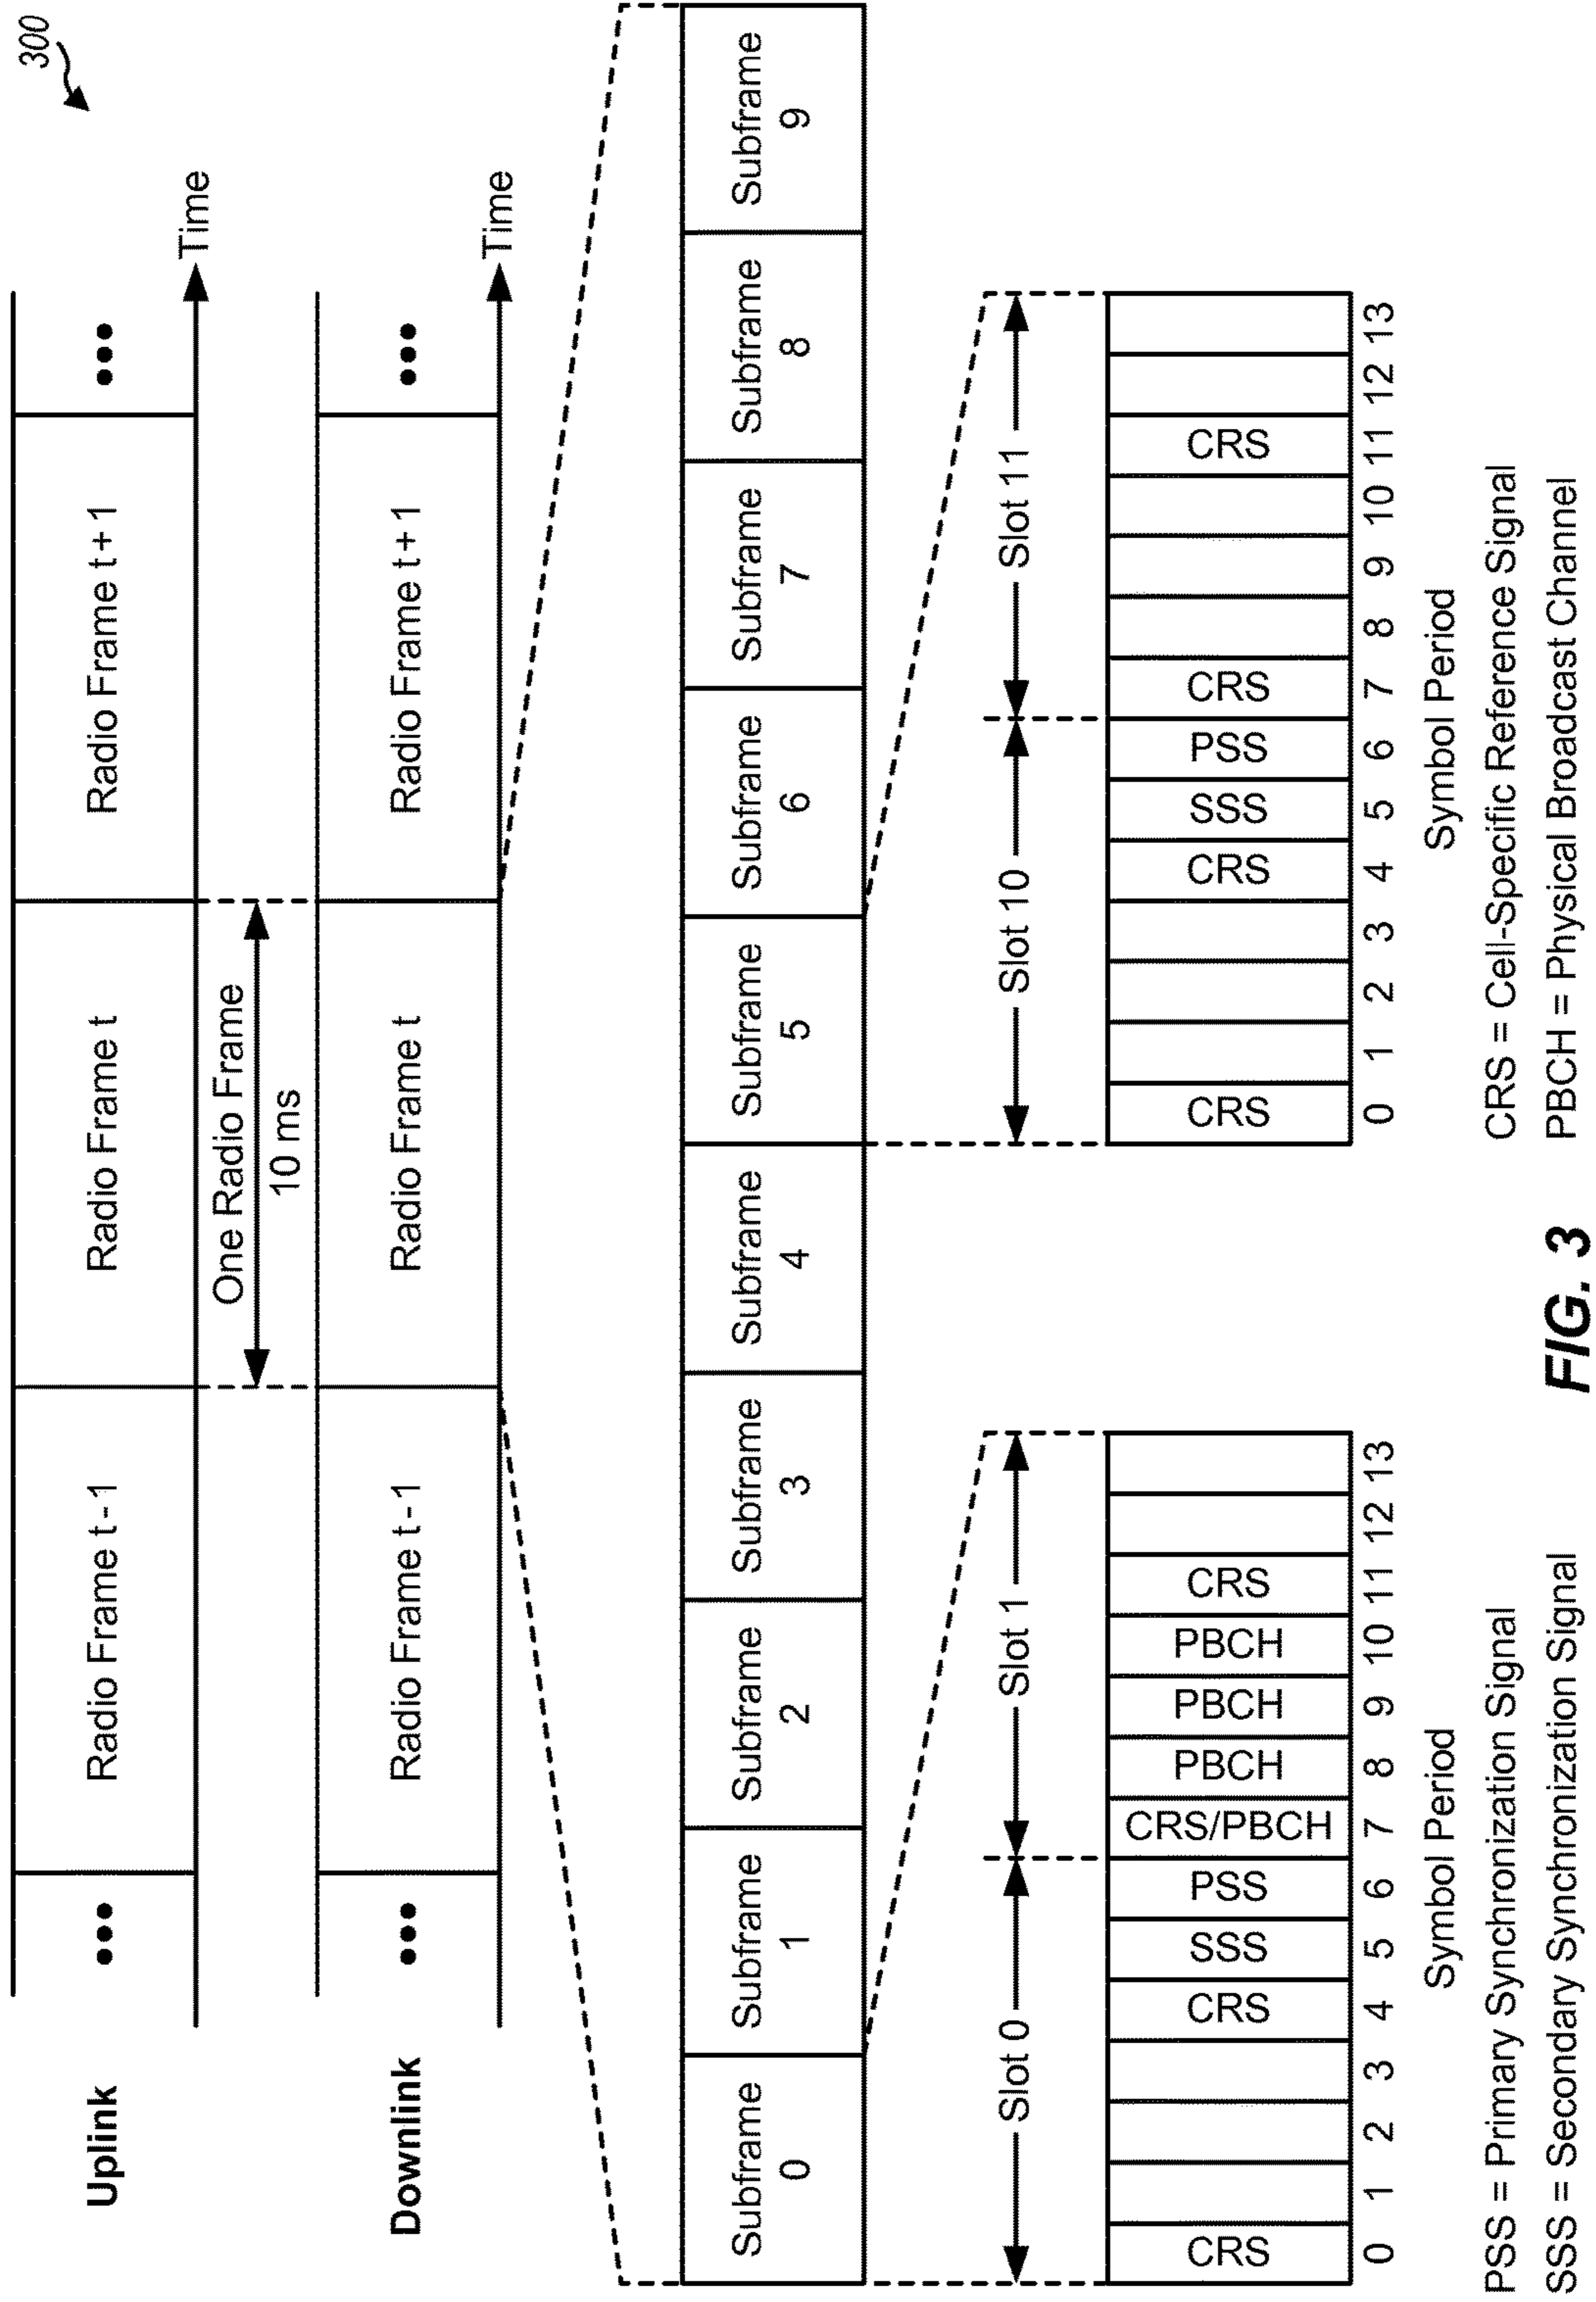 300
Uplink
••• Radio Frame t-1 Radio Frame t Radio Frame t+1 •••
Time
One Radio Frame
10 ms
Downlink
••• Radio Frame t-1 Radio Frame t Radio Frame t+1 •••
Time
Subframe Subframe Subframe Subframe Subframe Subframe Subframe Subframe Subframe Subframe
0 1 2 3 4 5 6 7 8 9
Slot 0 Slot 1
CRS CRS SSS PSS CRS/PBCH PBCH PBCH PBCH CRS
0 1 2 3 4 5 6 7 8 9 10 11 12 13
Symbol Period
Slot 10 Slot 11
CRS CRS SSS PSS CRS CRS
0 1 2 3 4 5 6 7 8 9 10 11 12 13
Symbol Period
PSS = Primary Synchronization Signal
SSS = Secondary Synchronization Signal
CRS = Cell-Specific Reference Signal
PBCH = Physical Broadcast Channel
FIG. 3